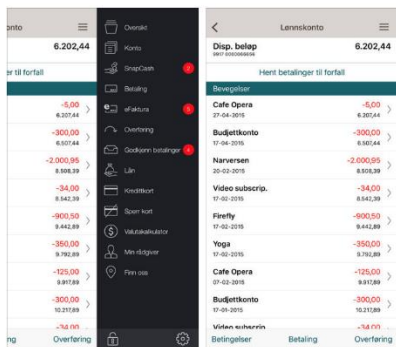 onto
6.202,44
er til forfall
-5,00
6.207,44
-300,00
6.507,44
-2.000,95
8.508,39
-34,00
8.542,39
-900,50
9.442,89
-350,00
9.792,89
-125,00
9.917,89
-300,00
10.217,89
-34,00
ng Overføring
Oversikt
Konto
SnapCash
Betaling
eFaktura
Overføring
Godkjenn betalinger 4
Lån
Kredittkort
Sperr kort
Valutakalkulator
Min rådgiver
Finn oss
Lønnskonto
Disp. beløp 6.202,44
Hent betalinger til forfall
Bevegelser
Cafe Opera -5,00
27-04-2015 6.207,44
Budjettkonto -300,00
17-04-2015 6.507,44
Narversen -2.000,95
20-02-2015 8.508,39
Video subscrip. -34,00
17-02-2015 8.542,39
Firefly -900,50
17-02-2015 9.442,89
Yoga -350,00
17-02-2015 9.792,89
Cafe Opera -125,00
07-02-2015 9.917,89
Budjettkonto -300,00
17-01-2015 10.217,89
Video subscrip -34,00
Betingelser Betaling Overføring